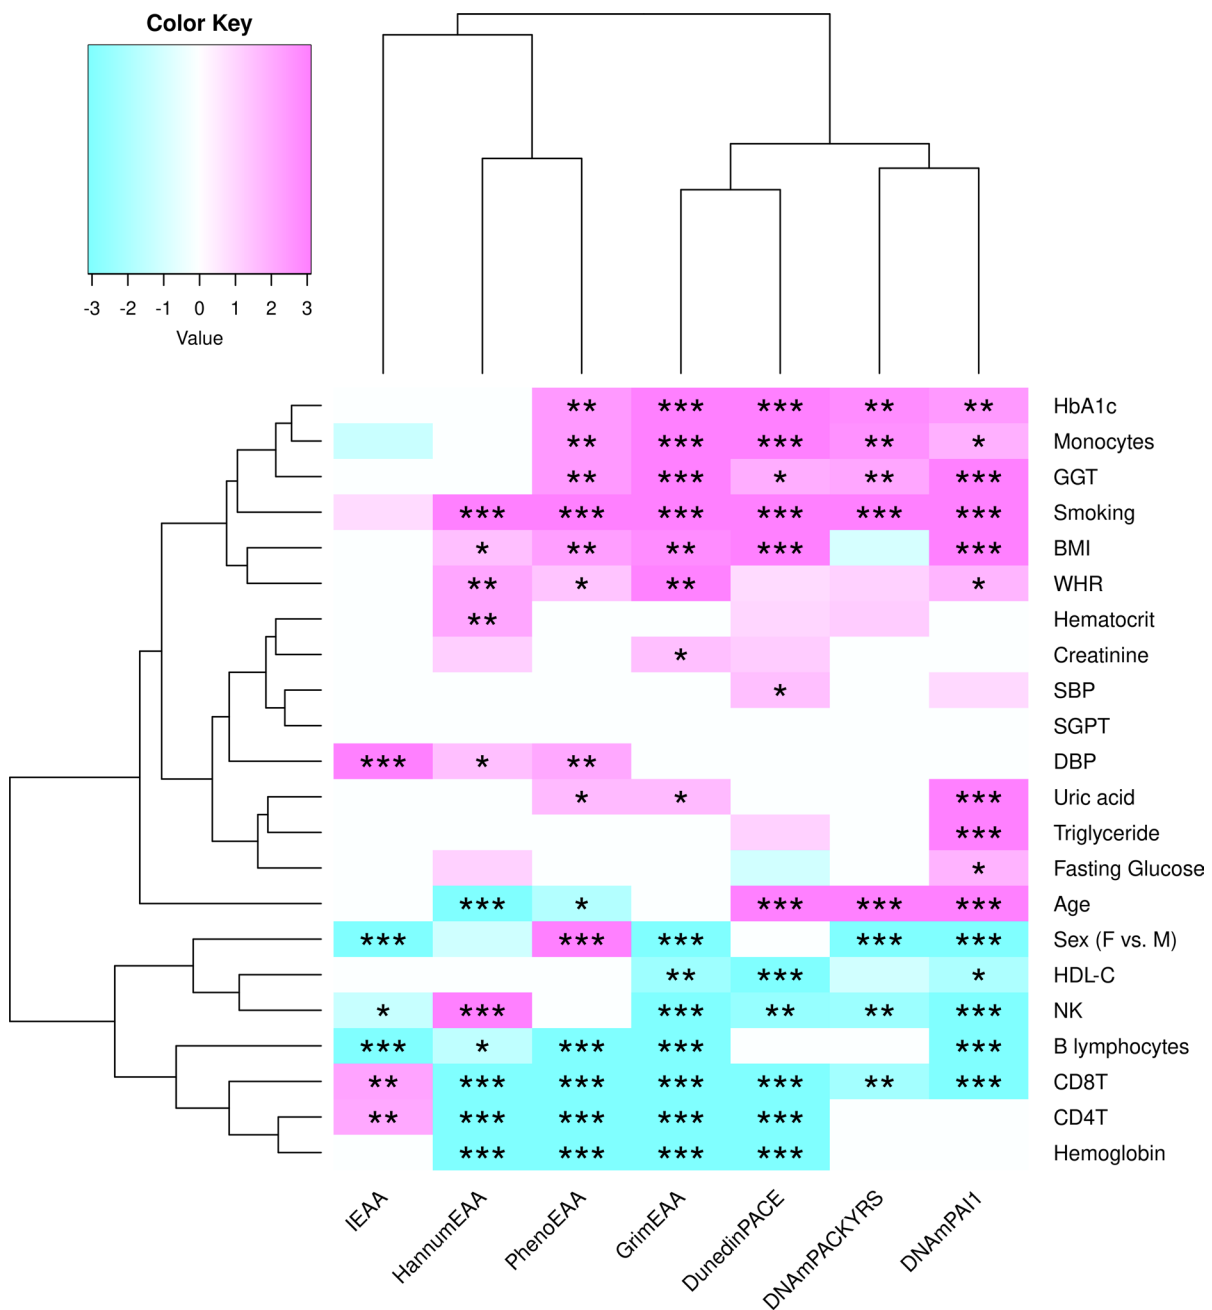 Color Key
-3 -2 -1 0 1 2 3
Value
** *** *** ** ** HbA1c
** *** *** ** * Monocytes
** *** * ** *** GGT
*** *** *** *** *** *** Smoking
* ** ** *** *** BMI
** * ** * WHR
** Hematocrit
* Creatinine
* SBP
SGPT
*** * ** DBP
* * *** Uric acid
*** Triglyceride
* Fasting Glucose
*** * *** *** *** Age
*** *** *** *** *** Sex (F vs. M)
** *** * HDL-C
* *** *** ** ** *** NK
*** * *** *** *** B lymphocytes
** *** *** *** *** ** *** CD8T
** *** *** *** *** CD4T
*** *** *** *** Hemoglobin
IEAA
HannumEAA
PhenoEAA
GrimEAA
DunedinPACE
DNAmPACKYRS
DNAmPAI1